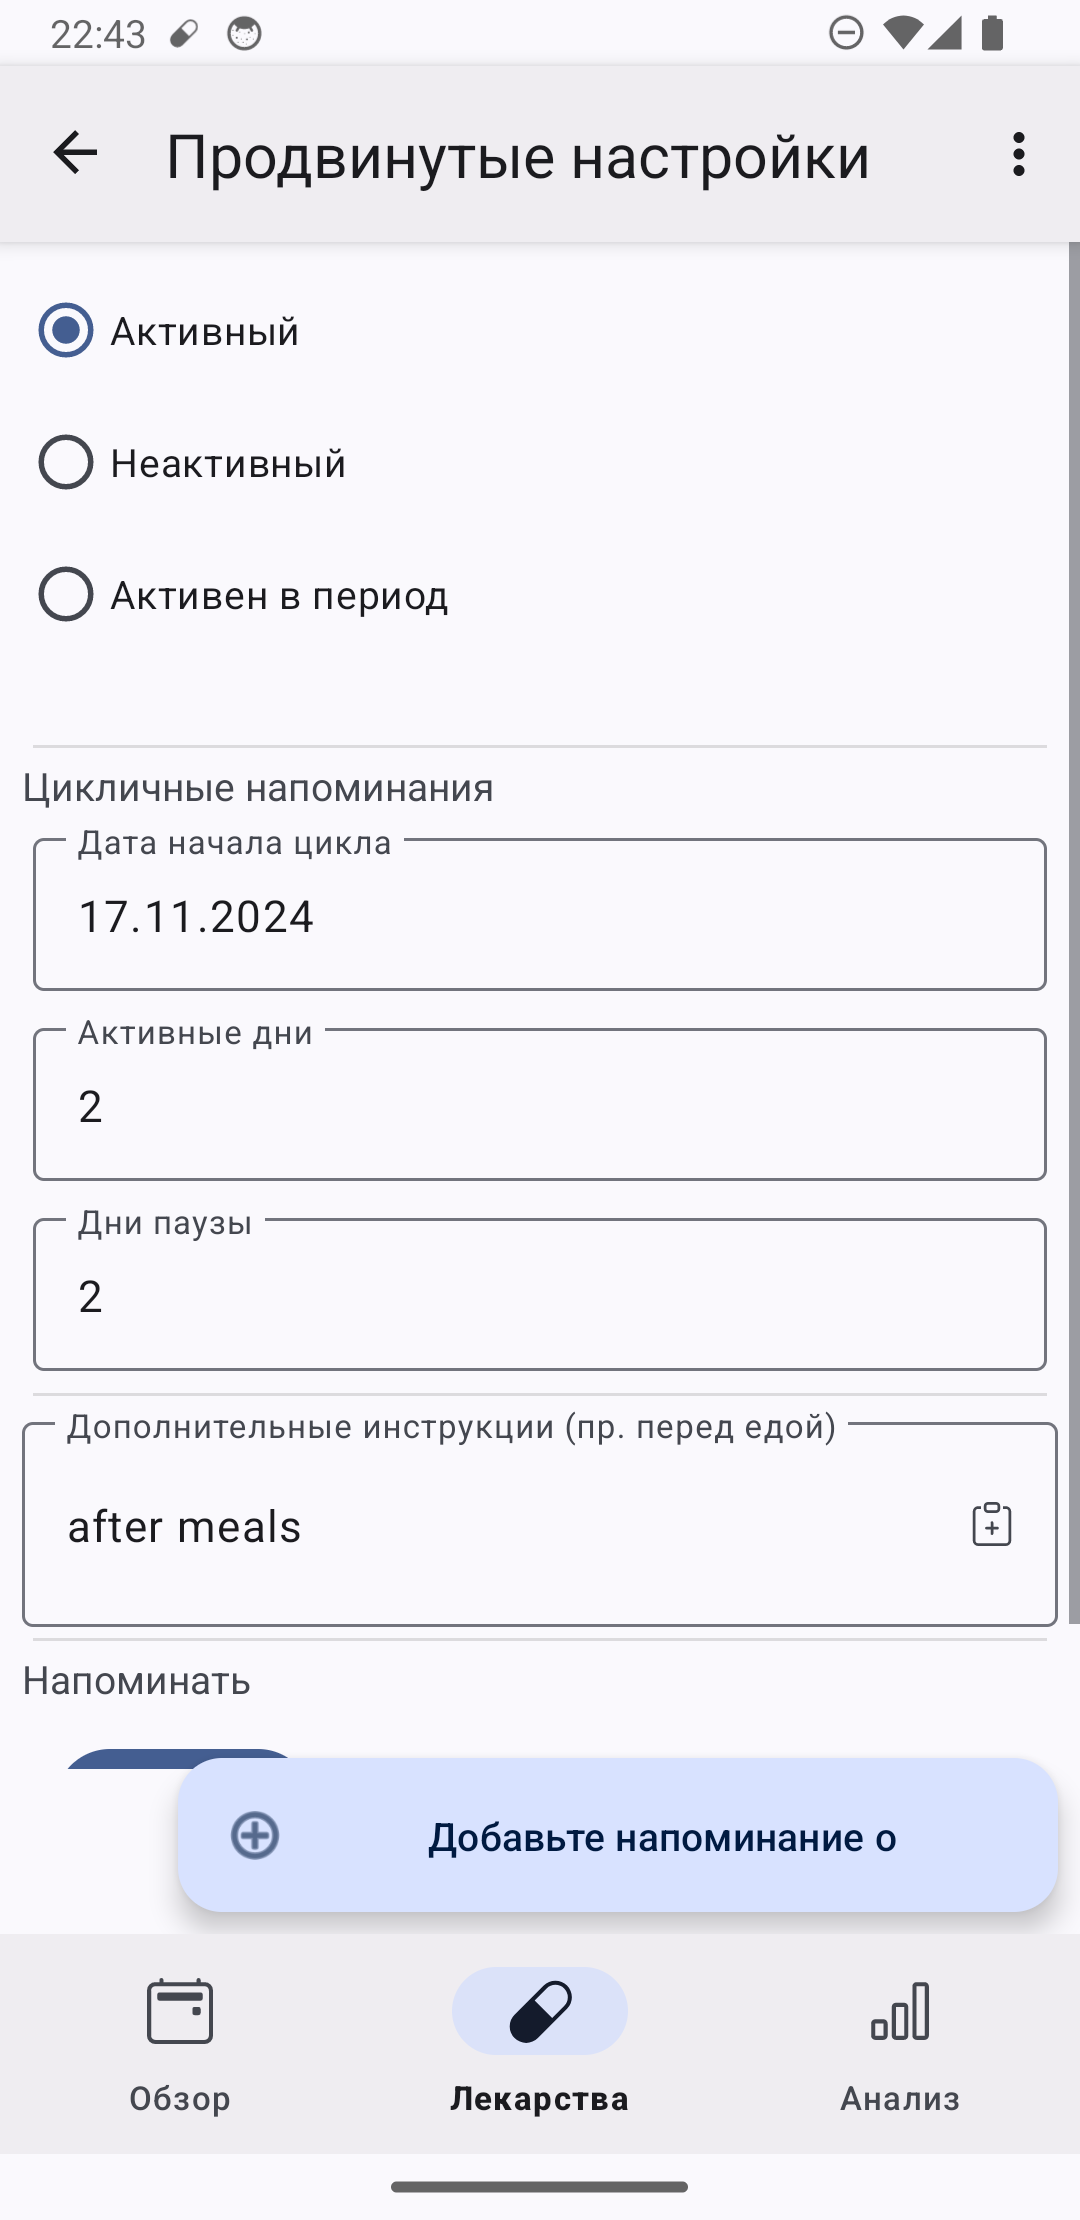 22:43
Продвинутые настройки
Активный
Неактивный
Активен в период
Цикличные напоминания
Дата начала цикла
17.11.2024
Активные дни
2
Дни паузы
2
Дополнительные инструкции (пр. перед едой)
after meals
Напоминать
Добавьте напоминание о
Обзор
Лекарства
Анализ